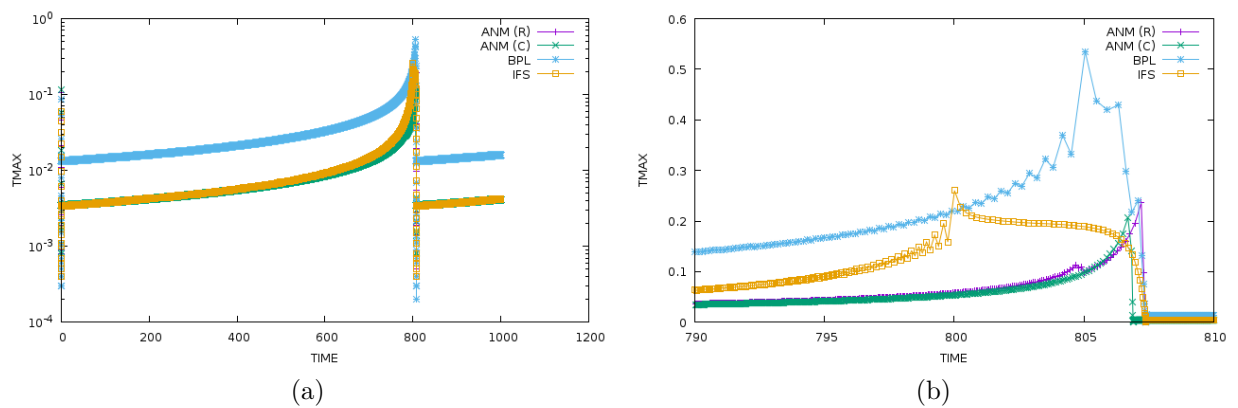 10^0
10^-1
10^-2
10^-3
10^-4
TMAX
0 200 400 600 800 1000 1200
TIME
ANM (R)
ANM (C)
BPL
IFS
(a)
0.6
0.5
0.4
0.3
0.2
0.1
0
TMAX
790 795 800 805 810
TIME
ANM (R)
ANM (C)
BPL
IFS
(b)